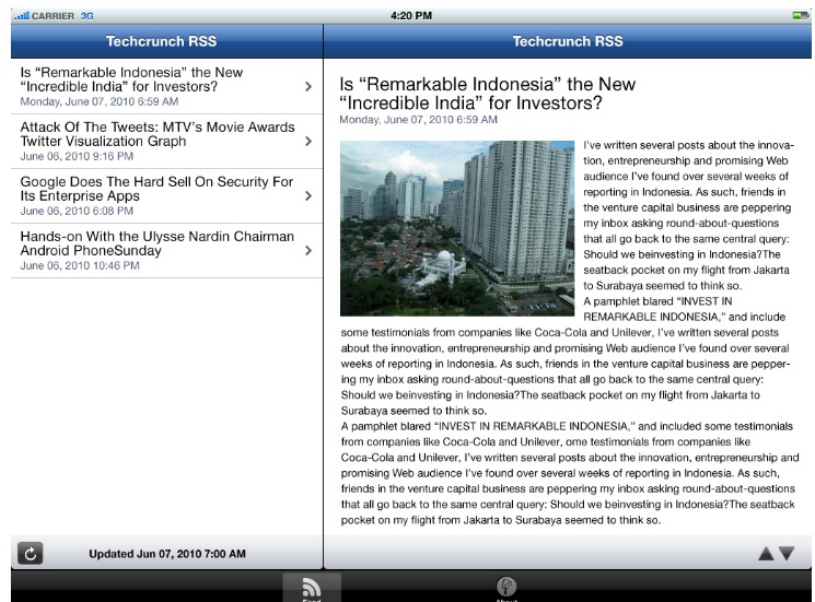 CARRIER 3G
4:20 PM
Techcrunch RSS
Is “Remarkable Indonesia” the New
“Incredible India” for Investors?
Monday, June 07, 2010 6:59 AM
Attack Of The Tweets: MTV’s Movie Awards
Twitter Visualization Graph
June 06, 2010 9:16 PM
Google Does The Hard Sell On Security For
Its Enterprise Apps
June 06, 2010 6:08 PM
Hands-on With the Ulysse Nardin Chairman
Android PhoneSunday
June 06, 2010 10:46 PM
Updated Jun 07, 2010 7:00 AM
Techcrunch RSS
Is “Remarkable Indonesia” the New
“Incredible India” for Investors?
Monday, June 07, 2010 6:59 AM
I’ve written several posts about the innova-
tion, entrepreneurship and promising Web
audience I’ve found over several weeks of
reporting in Indonesia. As such, friends in
the venture capital business are peppering
my inbox asking round-about-questions
that all go back to the same central query:
Should we beinvesting in Indonesia?The
seatback pocket on my flight from Jakarta
to Surabaya seemed to think so.
A pamphlet blared “INVEST IN
REMARKABLE INDONESIA,” and include
some testimonials from companies like Coca-Cola and Unilever, I’ve written several posts
about the innovation, entrepreneurship and promising Web audience I’ve found over several
weeks of reporting in Indonesia. As such, friends in the venture capital business are pepper-
ing my inbox asking round-about-questions that all go back to the same central query:
Should we beinvesting in Indonesia?The seatback pocket on my flight from Jakarta to
Surabaya seemed to think so.
A pamphlet blared “INVEST IN REMARKABLE INDONESIA,” and included some testimonials
from companies like Coca-Cola and Unilever, ome testimonials from companies like
Coca-Cola and Unilever, I’ve written several posts about the innovation, entrepreneurship and
promising Web audience I’ve found over several weeks of reporting in Indonesia. As such,
friends in the venture capital business are peppering my inbox asking round-about-questions
that all go back to the same central query: Should we beinvesting in Indonesia?The seatback
pocket on my flight from Jakarta to Surabaya seemed to think so.